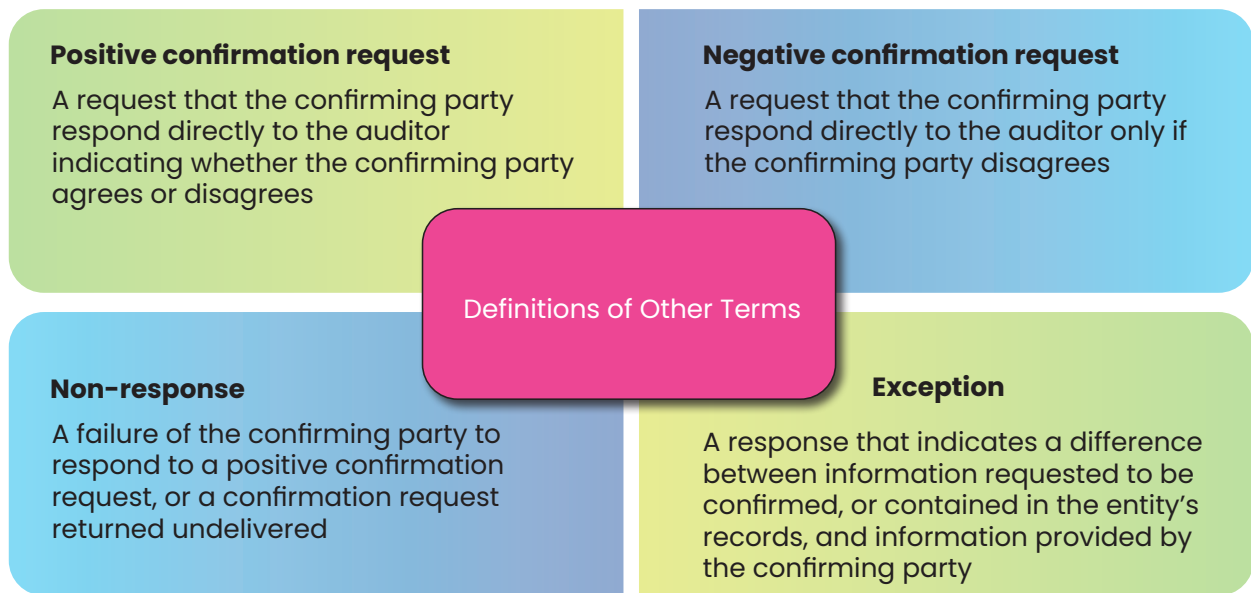 Positive confirmation request
A request that the confirming party
respond directly to the auditor
indicating whether the confirming party
agrees or disagrees
Negative confirmation request
A request that the confirming party
respond directly to the auditor only if
the confirming party disagrees
Definitions of Other Terms
Non-response
A failure of the confirming party to
respond to a positive confirmation
request, or a confirmation request
returned undelivered
Exception
A response that indicates a difference
between information requested to be
confirmed, or contained in the entity’s
records, and information provided by
the confirming party